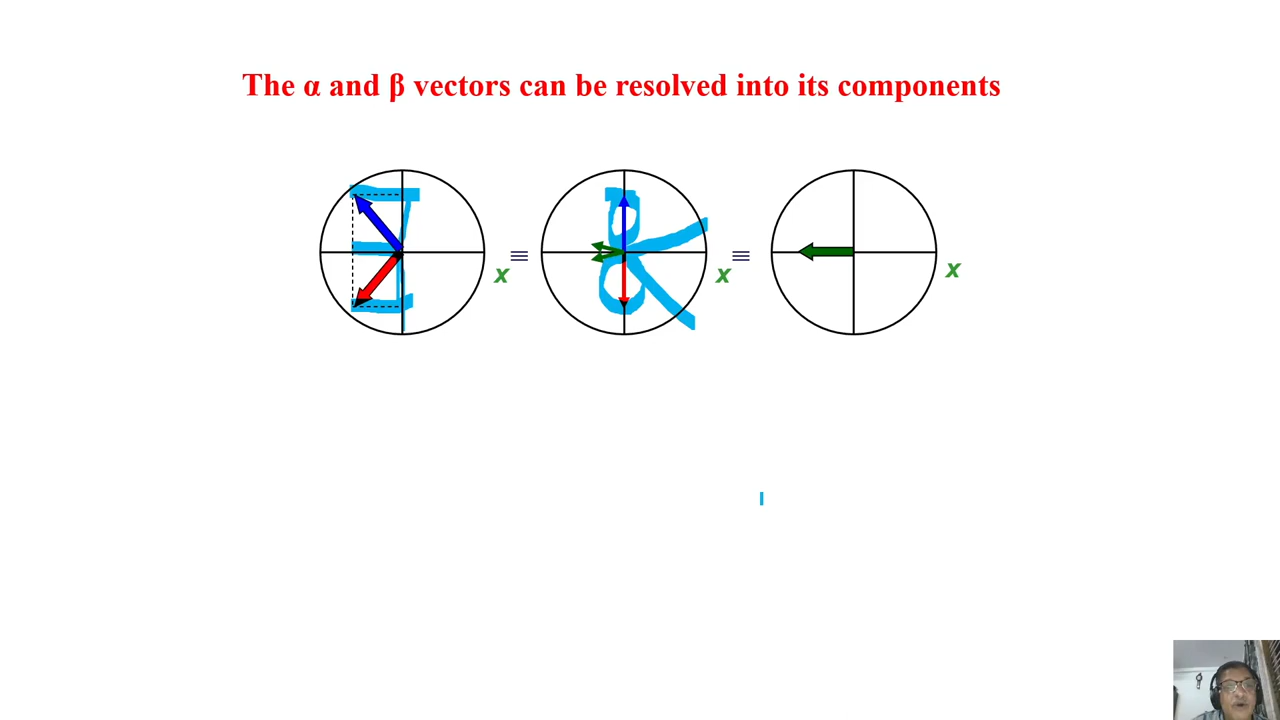 The α and β vectors can be resolved into its components
x ≡ x ≡ x